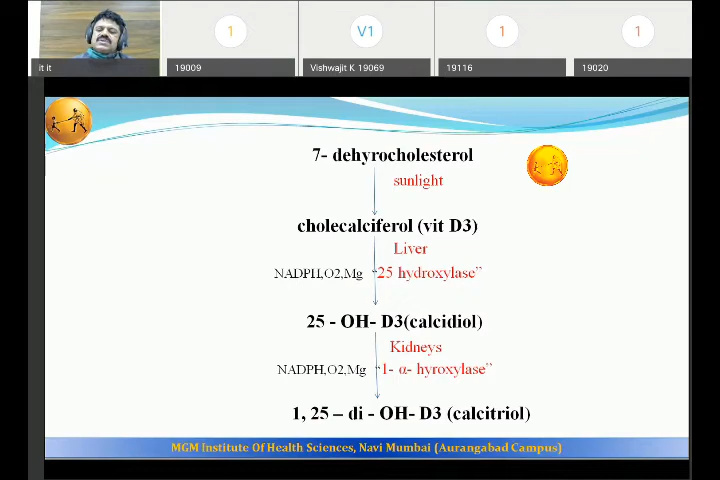 1
V1
1
1
it it
19009
Vishwajit K 19069
19116
19020
7- dehyrocholesterol
sunlight
cholecalciferol (vit D3)
Liver
NADPH,O2,Mg "25 hydroxylase"
25 - OH- D3(calcidiol)
Kidneys
NADPH,O2,Mg "1- α- hyroxylase"
1, 25 – di - OH- D3 (calcitriol)
MGM Institute Of Health Sciences, Navi Mumbai (Aurangabad Campus)